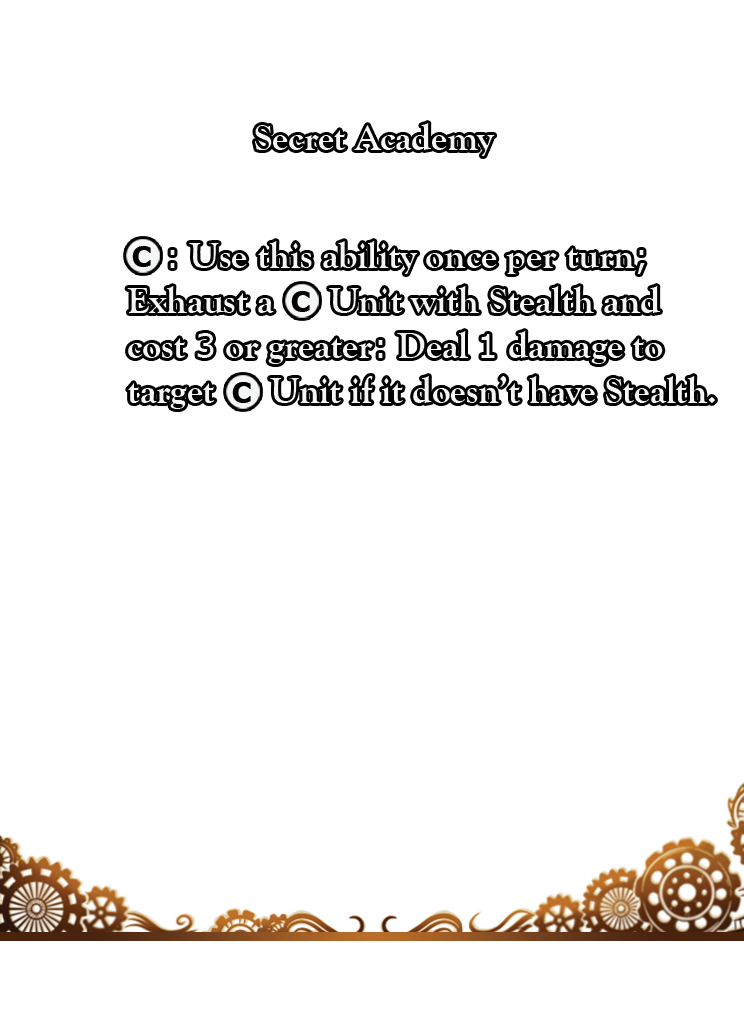 Secret Academy
©: Use this ability once per turn;
Exhaust a © Unit with Stealth and
cost 3 or greater: Deal 1 damage to
target © Unit if it doesn’t have Stealth.